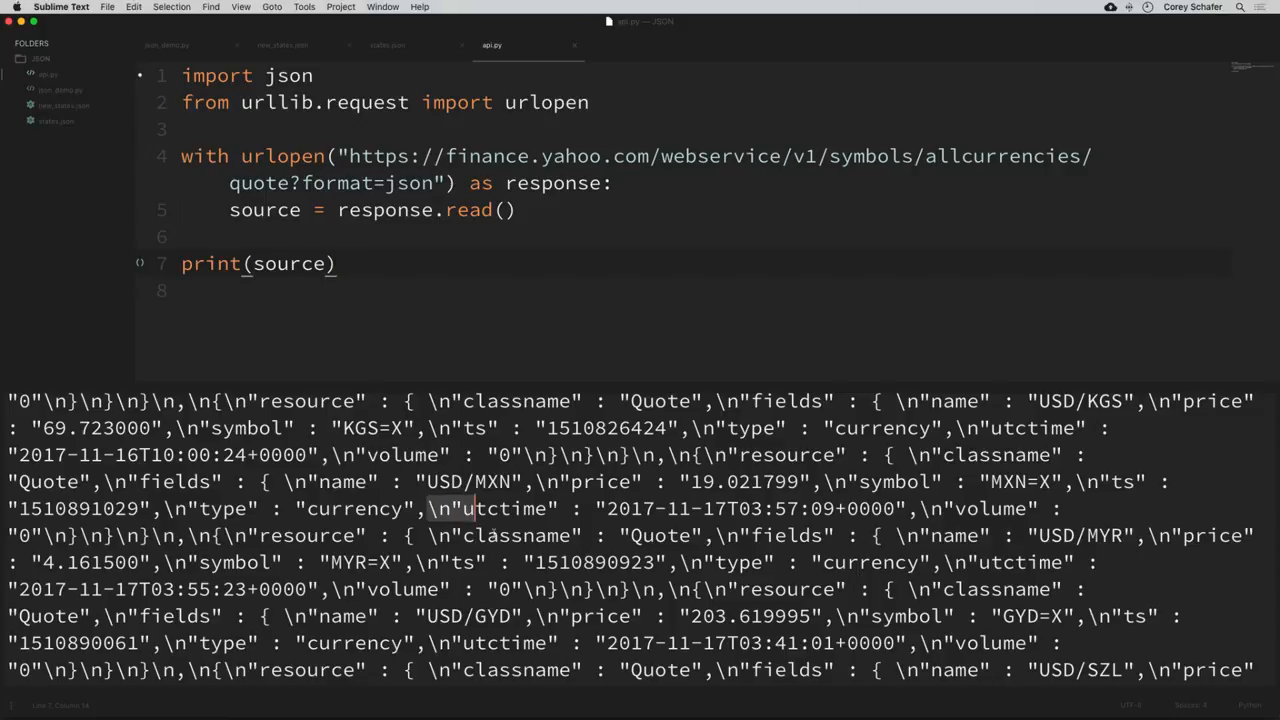 Sublime Text File Edit Selection Find View Goto Tools Project Window Help Corey Schafer
api.py — JSON
FOLDERS
JSON
api.py
json_demo.py
new_states.json
states.json
json_demo.py new_states.json states.json api.py
1 import json
2 from urllib.request import urlopen
3
4 with urlopen("https://finance.yahoo.com/webservice/v1/symbols/allcurrencies/
quote?format=json") as response:
5 source = response.read()
6
7 print(source)
8
"0"\n}\n}\n}\n,\n{\n"resource" : { \n"classname" : "Quote",\n"fields" : { \n"name" : "USD/KGS",\n"price"
: "69.723000",\n"symbol" : "KGS=X",\n"ts" : "1510826424",\n"type" : "currency",\n"utctime" :
"2017-11-16T10:00:24+0000",\n"volume" : "0"\n}\n}\n}\n,\n{\n"resource" : { \n"classname" :
"Quote",\n"fields" : { \n"name" : "USD/MXN",\n"price" : "19.021799",\n"symbol" : "MXN=X",\n"ts" :
"1510891029",\n"type" : "currency",\n"utctime" : "2017-11-17T03:57:09+0000",\n"volume" :
"0"\n}\n}\n}\n,\n{\n"resource" : { \n"classname" : "Quote",\n"fields" : { \n"name" : "USD/MYR",\n"price"
: "4.161500",\n"symbol" : "MYR=X",\n"ts" : "1510890923",\n"type" : "currency",\n"utctime" :
"2017-11-17T03:55:23+0000",\n"volume" : "0"\n}\n}\n}\n,\n{\n"resource" : { \n"classname" :
"Quote",\n"fields" : { \n"name" : "USD/GYD",\n"price" : "203.619995",\n"symbol" : "GYD=X",\n"ts" :
"1510890061",\n"type" : "currency",\n"utctime" : "2017-11-17T03:41:01+0000",\n"volume" :
"0"\n}\n}\n}\n,\n{\n"resource" : { \n"classname" : "Quote",\n"fields" : { \n"name" : "USD/SZL",\n"price"
Line 7, Column 14 UTF-8 Spaces: 4 Python